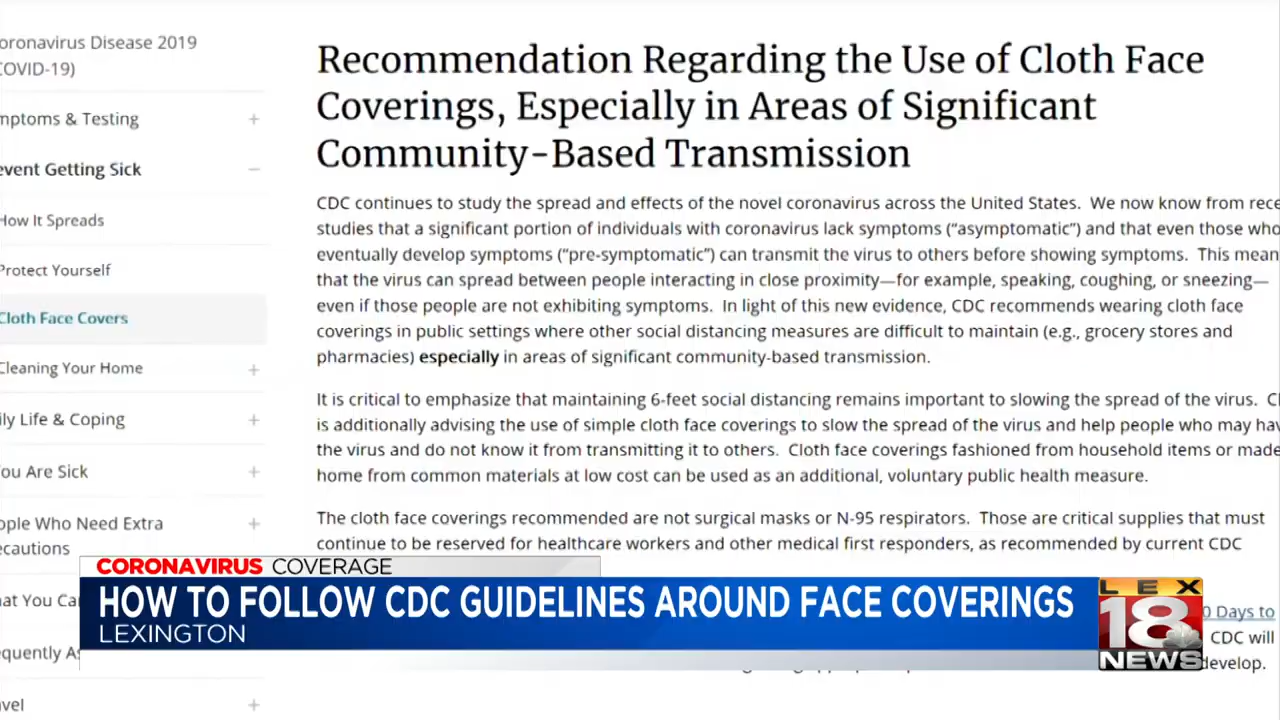 oronavirus Disease 2019
COVID-19)
mptoms & Testing
event Getting Sick
How It Spreads
Protect Yourself
Cloth Face Covers
Cleaning Your Home
ily Life & Coping
ou Are Sick
ople Who Need Extra
ecautions
at You Ca
equently As
vel
Recommendation Regarding the Use of Cloth Face
Coverings, Especially in Areas of Significant
Community-Based Transmission
CDC continues to study the spread and effects of the novel coronavirus across the United States. We now know from rece
studies that a significant portion of individuals with coronavirus lack symptoms (“asymptomatic”) and that even those who
eventually develop symptoms (“pre-symptomatic”) can transmit the virus to others before showing symptoms. This mean
that the virus can spread between people interacting in close proximity—for example, speaking, coughing, or sneezing—
even if those people are not exhibiting symptoms. In light of this new evidence, CDC recommends wearing cloth face
coverings in public settings where other social distancing measures are difficult to maintain (e.g., grocery stores and
pharmacies) especially in areas of significant community-based transmission.
It is critical to emphasize that maintaining 6-feet social distancing remains important to slowing the spread of the virus. C
is additionally advising the use of simple cloth face coverings to slow the spread of the virus and help people who may hav
the virus and do not know it from transmitting it to others. Cloth face coverings fashioned from household items or made
home from common materials at low cost can be used as an additional, voluntary public health measure.
The cloth face coverings recommended are not surgical masks or N-95 respirators. Those are critical supplies that must
continue to be reserved for healthcare workers and other medical first responders, as recommended by current CDC
0 Days to
CDC will
develop.
CORONAVIRUS COVERAGE
HOW TO FOLLOW CDC GUIDELINES AROUND FACE COVERINGS
LEXINGTON
LEX
18
NEWS